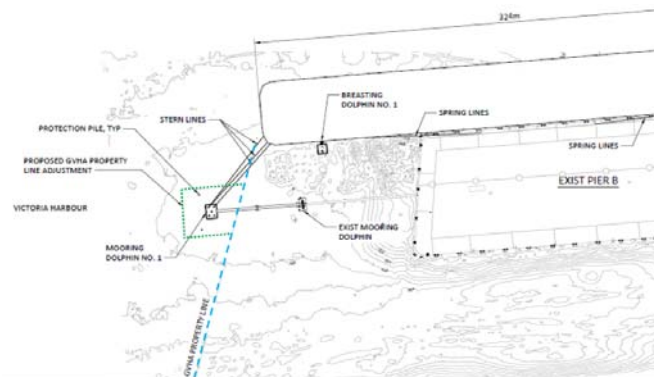 324m
BREASTING
DOLPHIN NO. 1
SPRING LINES
STERN LINES
PROTECTION PILE, TYP
SPRING LINES
PROPOSED GVHA PROPERTY
LINE ADJUSTMENT
EXIST PIER B
VICTORIA HARBOUR
EXIST MOORING
DOLPHIN
MOORING
DOLPHIN NO. 1
GVHA PROPERTY LINE